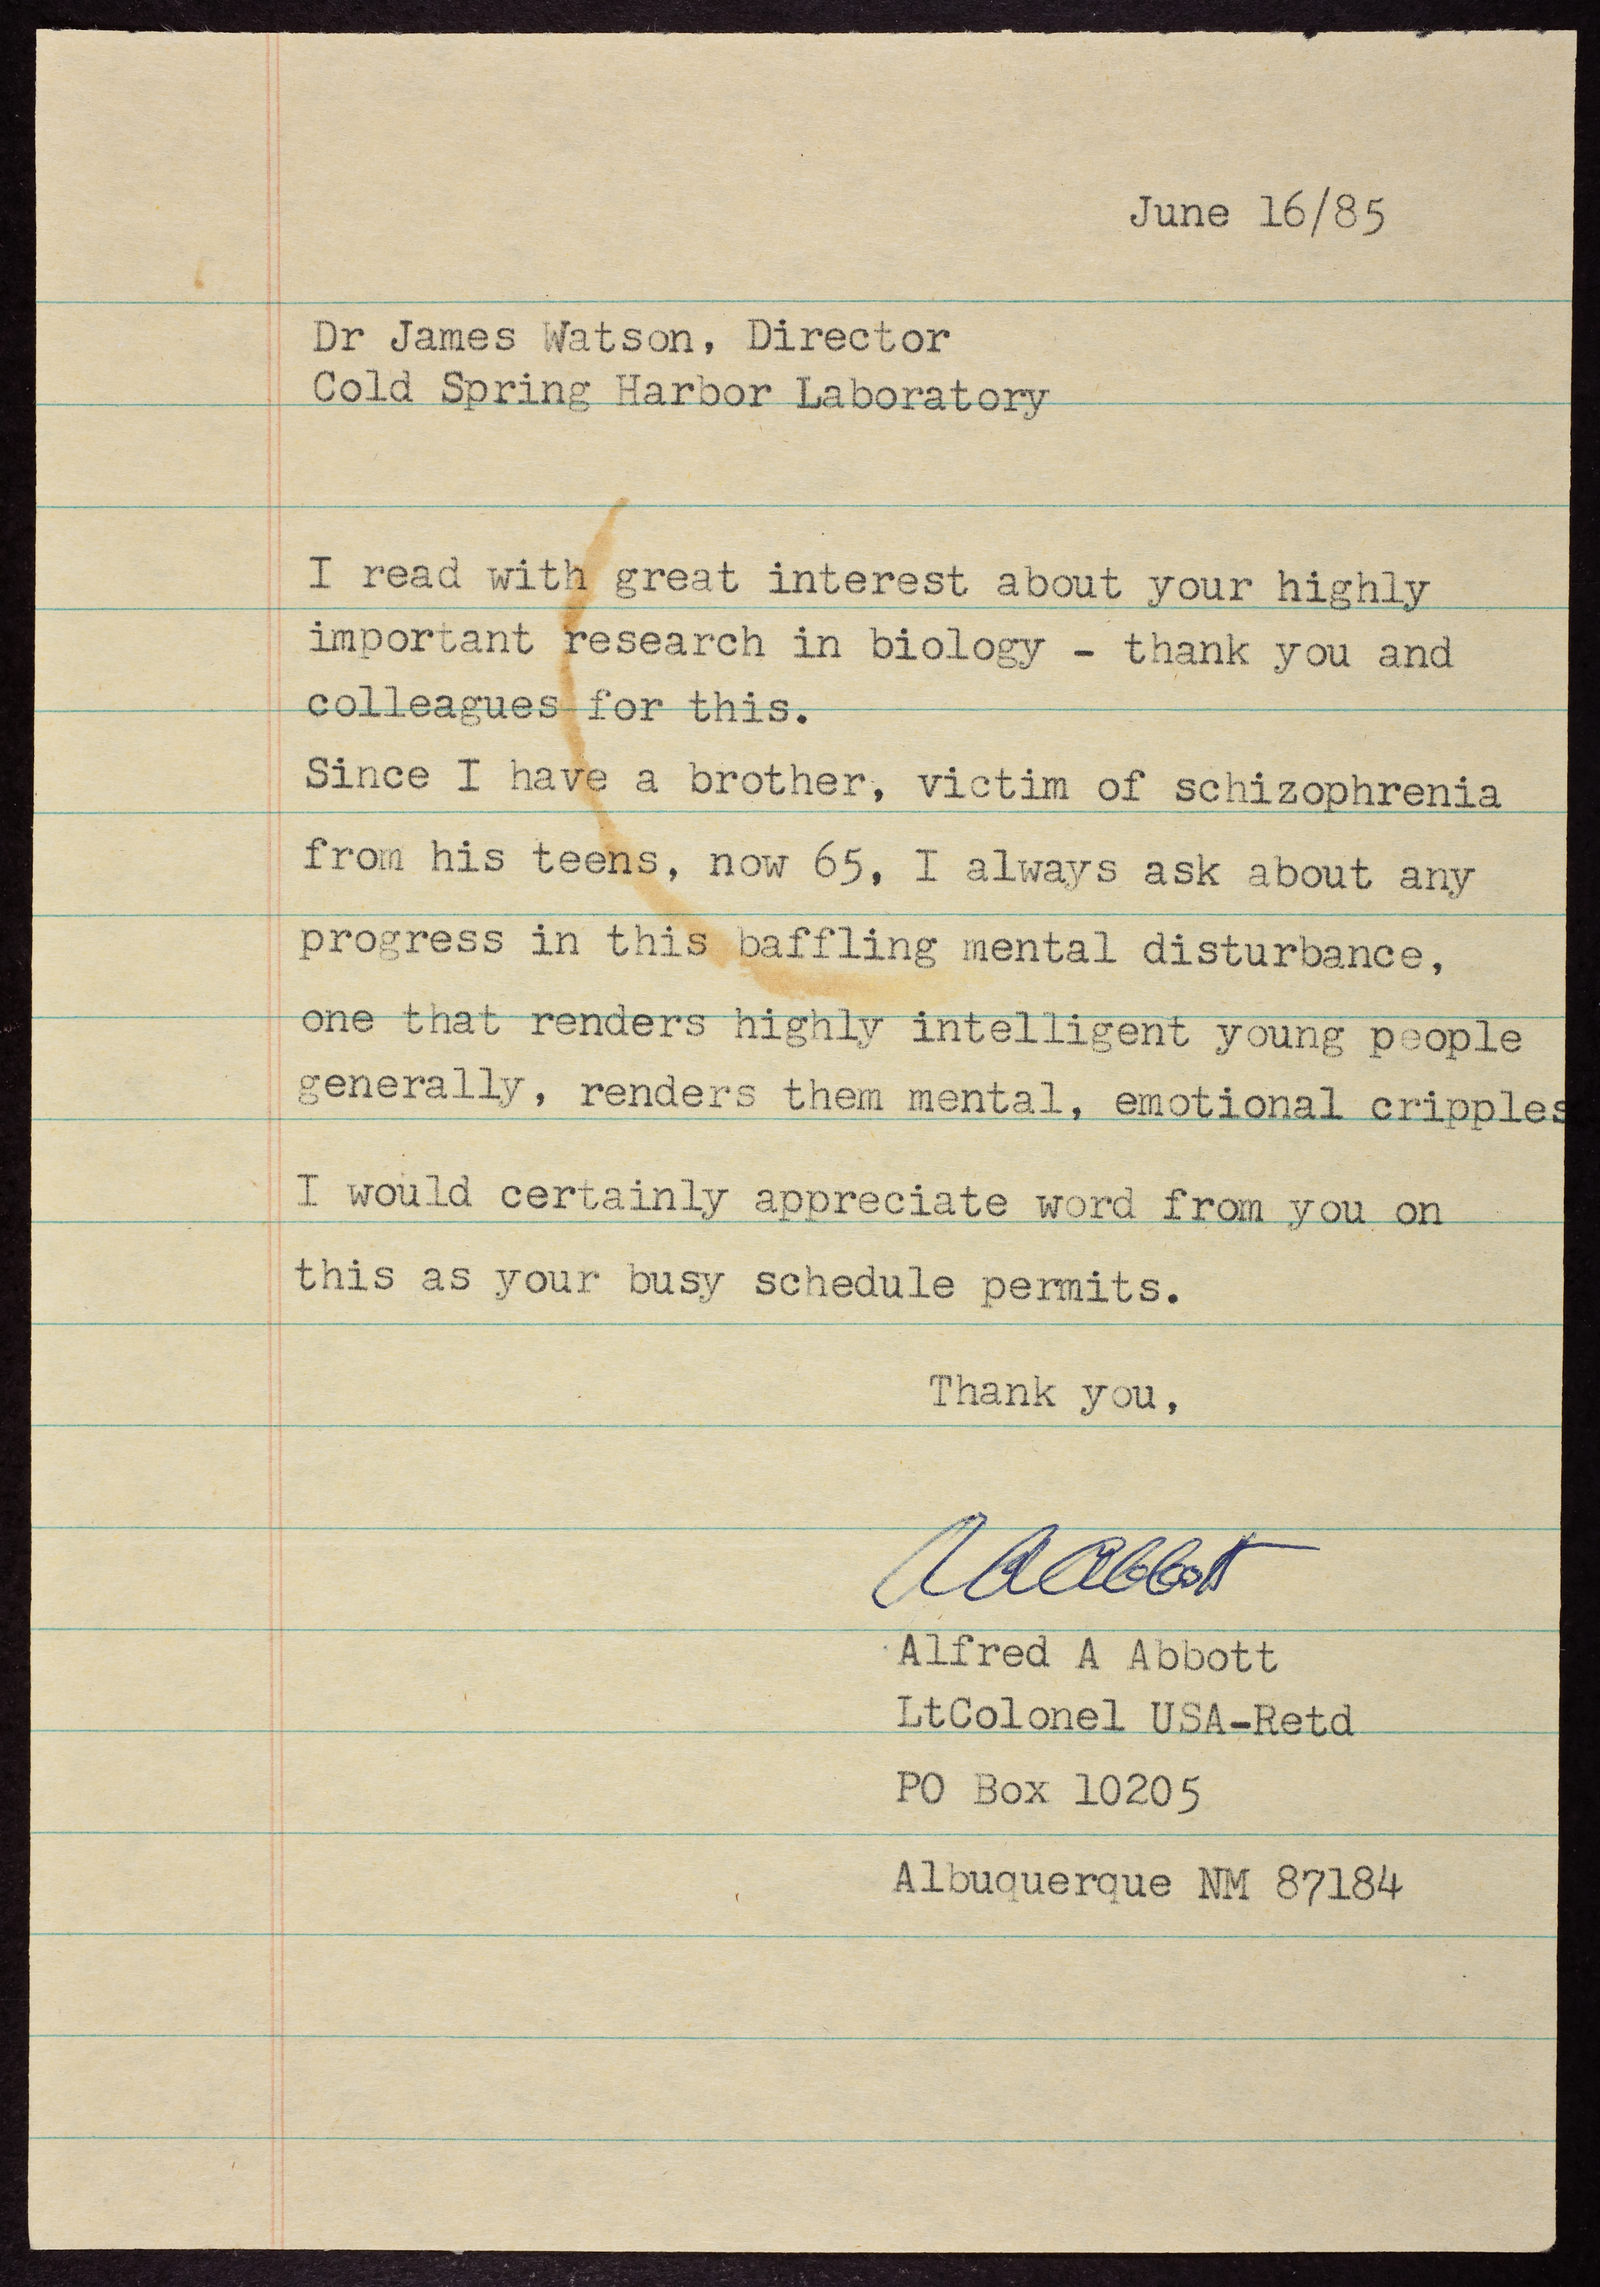 June 16/85
Dr James Watson, Director
Cold Spring Harbor Laboratory
I read with great interest about your highly
important research in biology - thank you and
colleagues for this.
Since I have a brother, victim of schizophrenia
from his teens, now 65, I always ask about any
progress in this baffling mental disturbance,
one that renders highly intelligent young people
generally, renders them mental, emotional cripples
I would certainly appreciate word from you on
this as your busy schedule permits.
Thank you,
AA Abbott
Alfred A Abbott
LtColonel USA-Retd
PO Box 10205
Albuquerque NM 87184